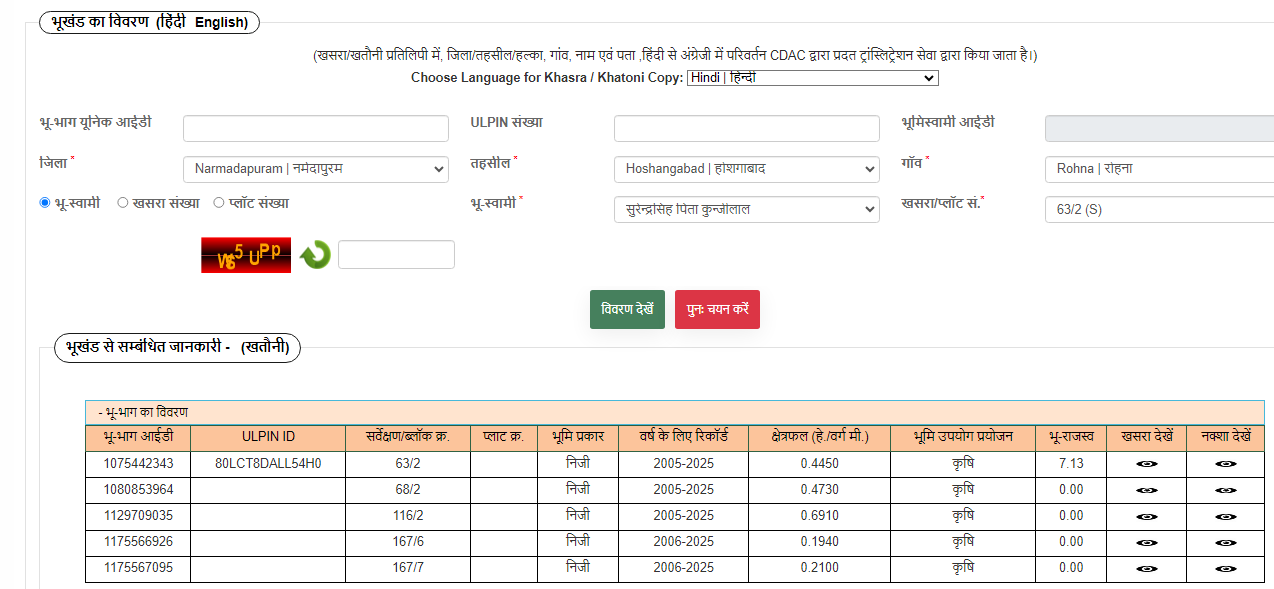 भूखंड का विवरण (हिंदी English)
(खसरा/खतौनी प्रतिलिपी में, जिला/तहसील/हल्का, गांव, नाम एवं पता ,हिंदी से अंग्रेजी में परिवर्तन CDAC द्वारा प्रदत ट्रांस्लिट्रेशन सेवा द्वारा किया जाता है।)
Choose Language for Khasra / Khatoni Copy: Hindi | हिन्दी
भू-भाग यूनिक आईडी ULPIN संख्या भूमिस्वामी आईडी
जिला * Narmadapuram | नर्मदापुरम तहसील * Hoshangabad | होशंगाबाद गाँव * Rohna | रोहना
भू-स्वामी खसरा संख्या प्लॉट संख्या भू-स्वामी * सुरेन्द्रसिंह पिता कुन्जीलाल खसरा/प्लॉट सं.* 63/2 (S)
विवरण देखें पुनः चयन करें
भूखंड से सम्बंधित जानकारी - (खतौनी)
- भू-भाग का विवरण
भू-भाग आईडी ULPIN ID सर्वेक्षण/ब्लॉक क्र. प्लाट क्र. भूमि प्रकार वर्ष के लिए रिकॉर्ड क्षेत्रफल (हे./वर्ग मी.) भूमि उपयोग प्रयोजन भू-राजस्व खसरा देखें नक्शा देखें
1075442343 80LCT8DALL54H0 63/2 निजी 2005-2025 0.4450 कृषि 7.13
1080853964 68/2 निजी 2005-2025 0.4730 कृषि 0.00
1129709035 116/2 निजी 2005-2025 0.6910 कृषि 0.00
1175566926 167/6 निजी 2006-2025 0.1940 कृषि 0.00
1175567095 167/7 निजी 2006-2025 0.2100 कृषि 0.00